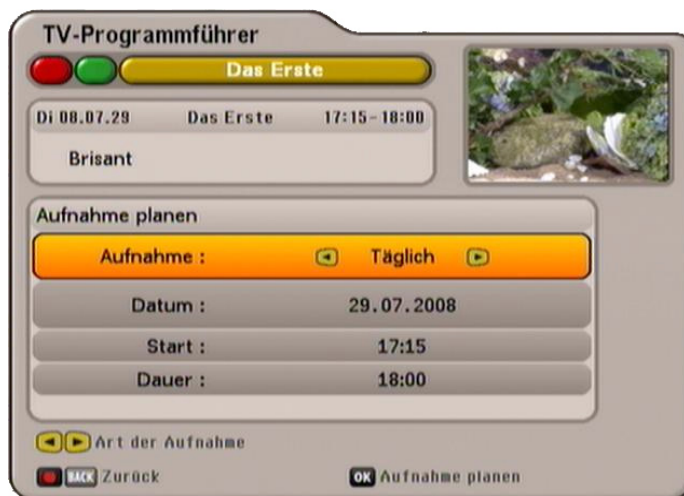 TV-Programmführer
Das Erste
Di 08.07.29 Das Erste 17:15-18:00
Brisant
Aufnahme planen
Aufnahme : Täglich
Datum : 29.07.2008
Start : 17:15
Dauer : 18:00
Art der Aufnahme
BACK Zurück OK Aufnahme planen